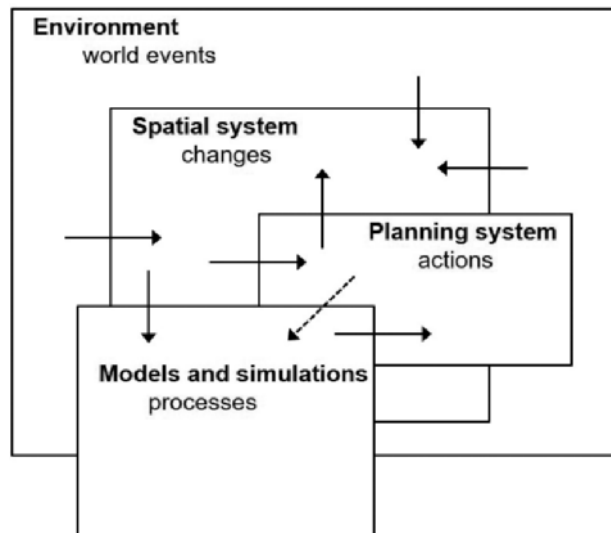 Environment
world events
Spatial system
changes
Planning system
actions
Models and simulations
processes